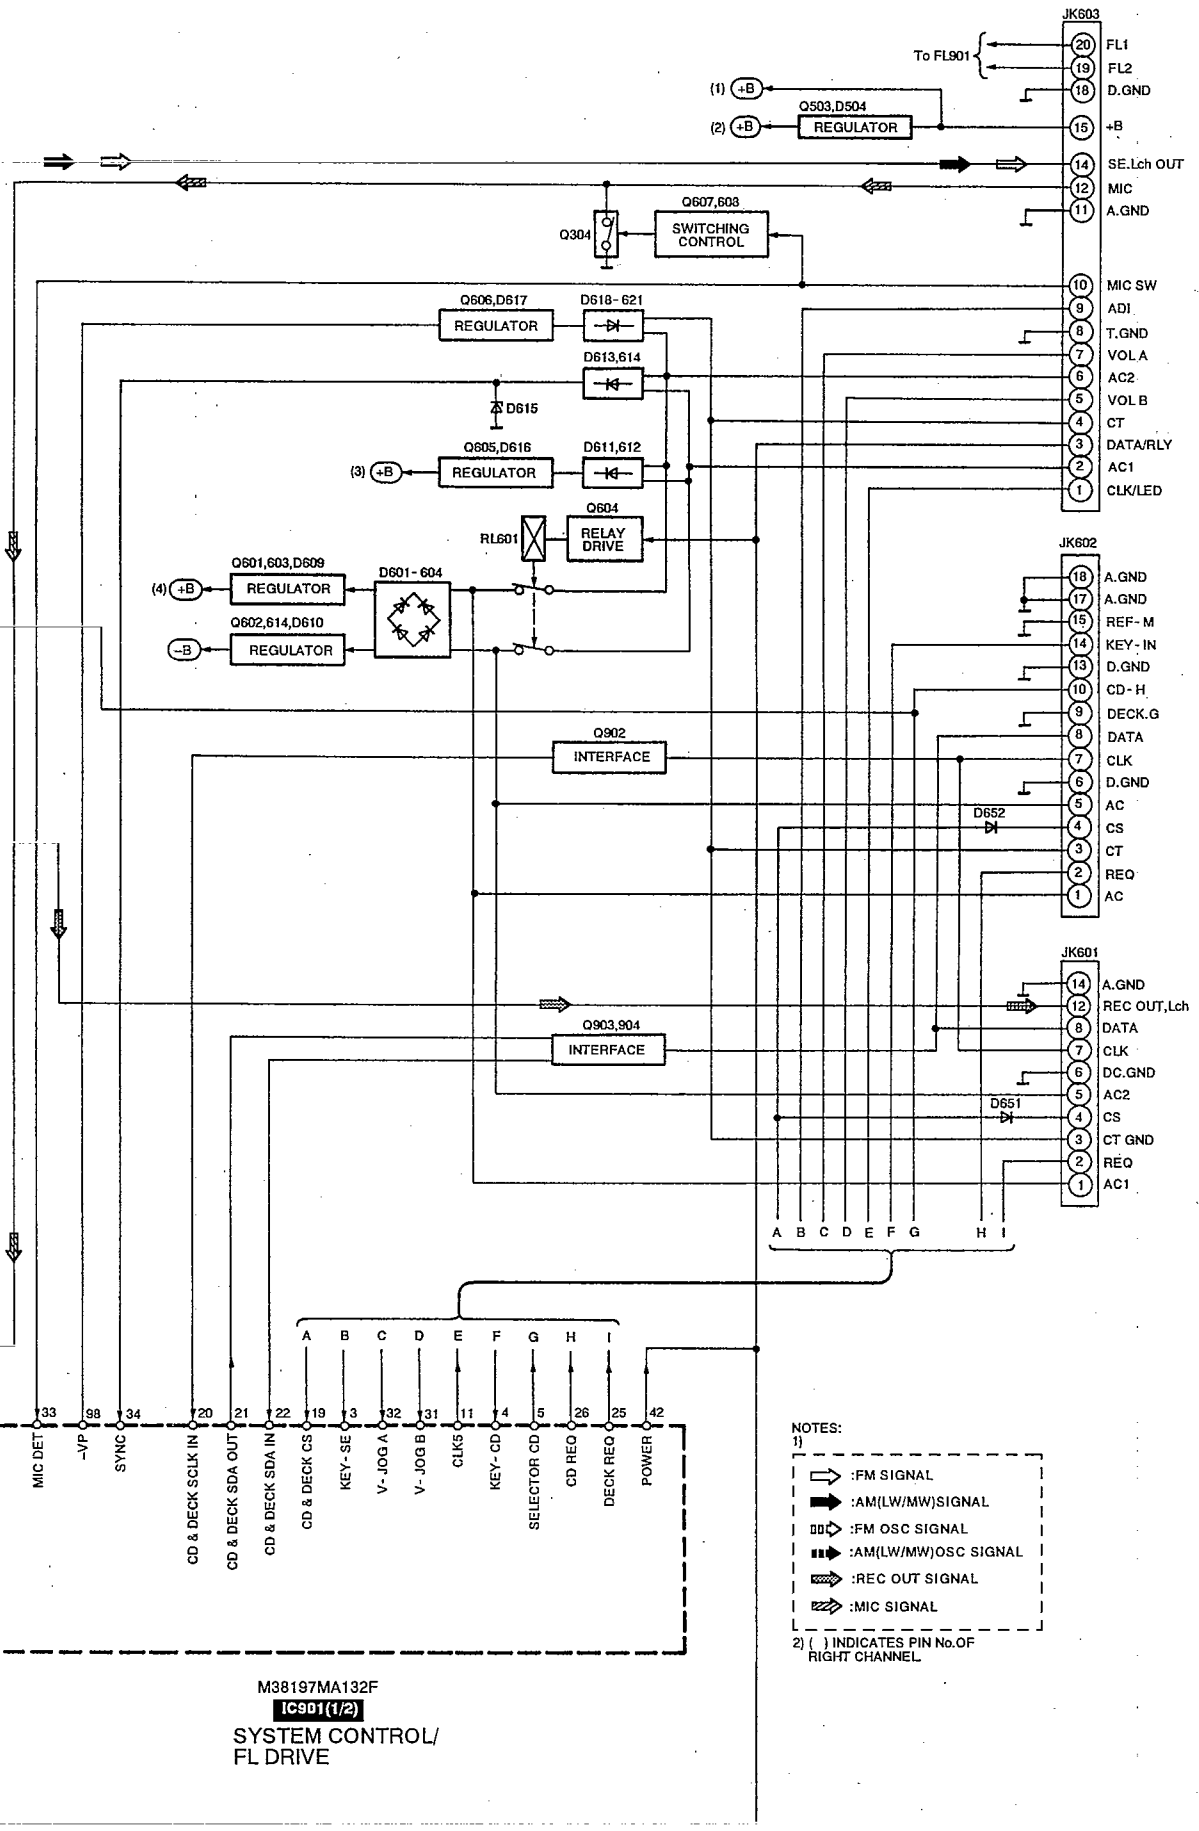 JK603
To FL901
20 FL1
19 FL2
18 D.GND
(1) +B
Q503,D504
(2) +B REGULATOR 15 +B
14 SE.Lch OUT
12 MIC
11 A.GND
Q607,608
Q304 SWITCHING CONTROL
10 MIC SW
9 ADI
8 T.GND
7 VOL A
6 AC2
5 VOL B
4 CT
3 DATA/RLY
2 AC1
1 CLK/LED
Q606,D617 D618-621
REGULATOR
D613,614
D615
Q605,D616 D611,612
(3) +B REGULATOR
Q604
RL601 RELAY DRIVE
Q601,603,D609 D601-604
(4) +B REGULATOR
Q602,614,D610
-B REGULATOR
JK602
18 A.GND
17 A.GND
15 REF-M
14 KEY-IN
13 D.GND
10 CD-H
9 DECK.G
8 DATA
7 CLK
6 D.GND
5 AC
4 CS
3 CT
2 REQ
1 AC
Q902
INTERFACE
D652
JK601
14 A.GND
12 REC OUT,Lch
8 DATA
7 CLK
6 DC.GND
5 AC2
4 CS
3 CT GND
2 REQ
1 AC1
Q903,904
INTERFACE
D651
A B C D E F G H I
A B C D E F G H I
33 98 34 20 21 22 19 3 32 31 11 4 5 26 25 42
MIC DET
-VP
SYNC
CD & DECK SCLK IN
CD & DECK SDA OUT
CD & DECK SDA IN
CD & DECK CS
KEY-SE
V-JOG A
V-JOG B
CLK5
KEY-CD
SELECTOR CD
CD REQ
DECK REQ
POWER
NOTES:
1)
:FM SIGNAL
:AM(LW/MW)SIGNAL
:FM OSC SIGNAL
:AM(LW/MW)OSC SIGNAL
:REC OUT SIGNAL
:MIC SIGNAL
2) ( ) INDICATES PIN No.OF
RIGHT CHANNEL.
M38197MA132F
IC901(1/2)
SYSTEM CONTROL/
FL DRIVE